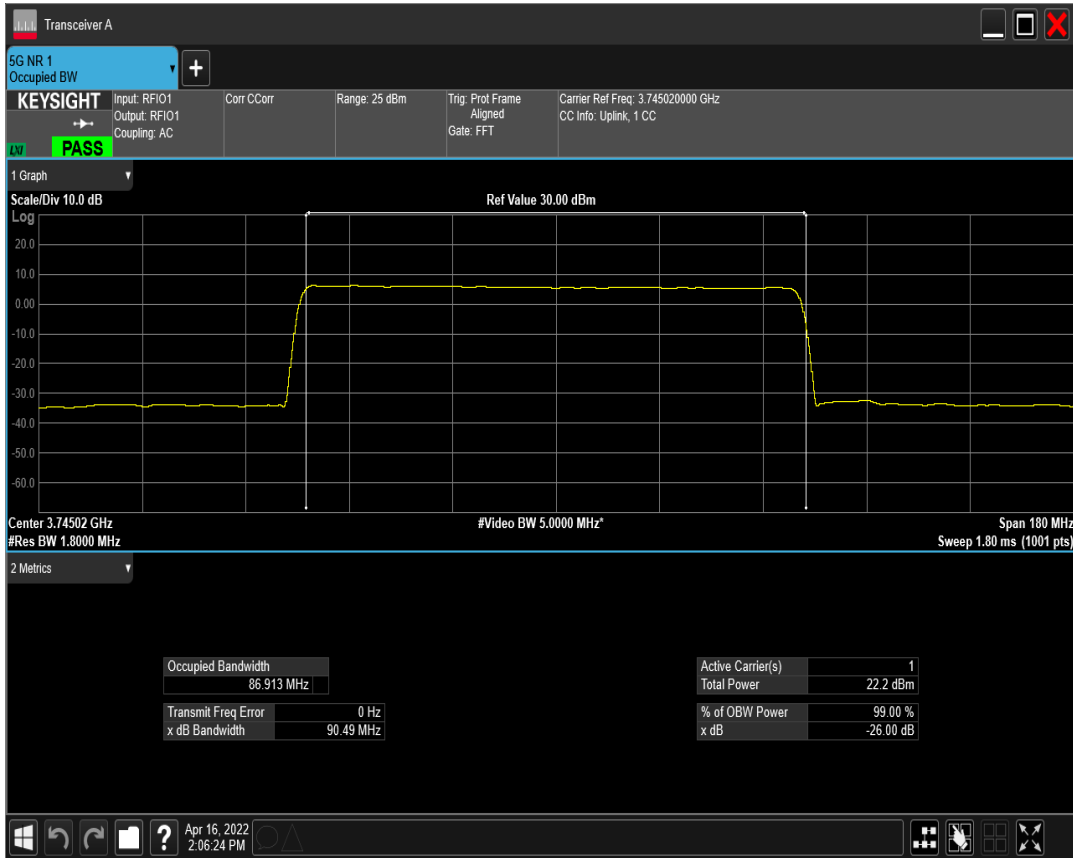 Transceiver A
5G NR 1
Occupied BW
KEYSIGHT
LXI
PASS
Input: RFIO1
Output: RFIO1
Coupling: AC
Corr CCorr
Range: 25 dBm
Trig: Prot Frame
Aligned
Gate: FFT
Carrier Ref Freq: 3.745020000 GHz
CC Info: Uplink, 1 CC
1 Graph
Scale/Div 10.0 dB
Ref Value 30.00 dBm
Log
20.0
10.0
0.00
-10.0
-20.0
-30.0
-40.0
-50.0
-60.0
Center 3.74502 GHz
#Video BW 5.0000 MHz*
Span 180 MHz
#Res BW 1.8000 MHz
Sweep 1.80 ms (1001 pts)
2 Metrics
Occupied Bandwidth
86.913 MHz
Transmit Freq Error 0 Hz
x dB Bandwidth 90.49 MHz
Active Carrier(s) 1
Total Power 22.2 dBm
% of OBW Power 99.00 %
x dB -26.00 dB
?
Apr 16, 2022
2:06:24 PM